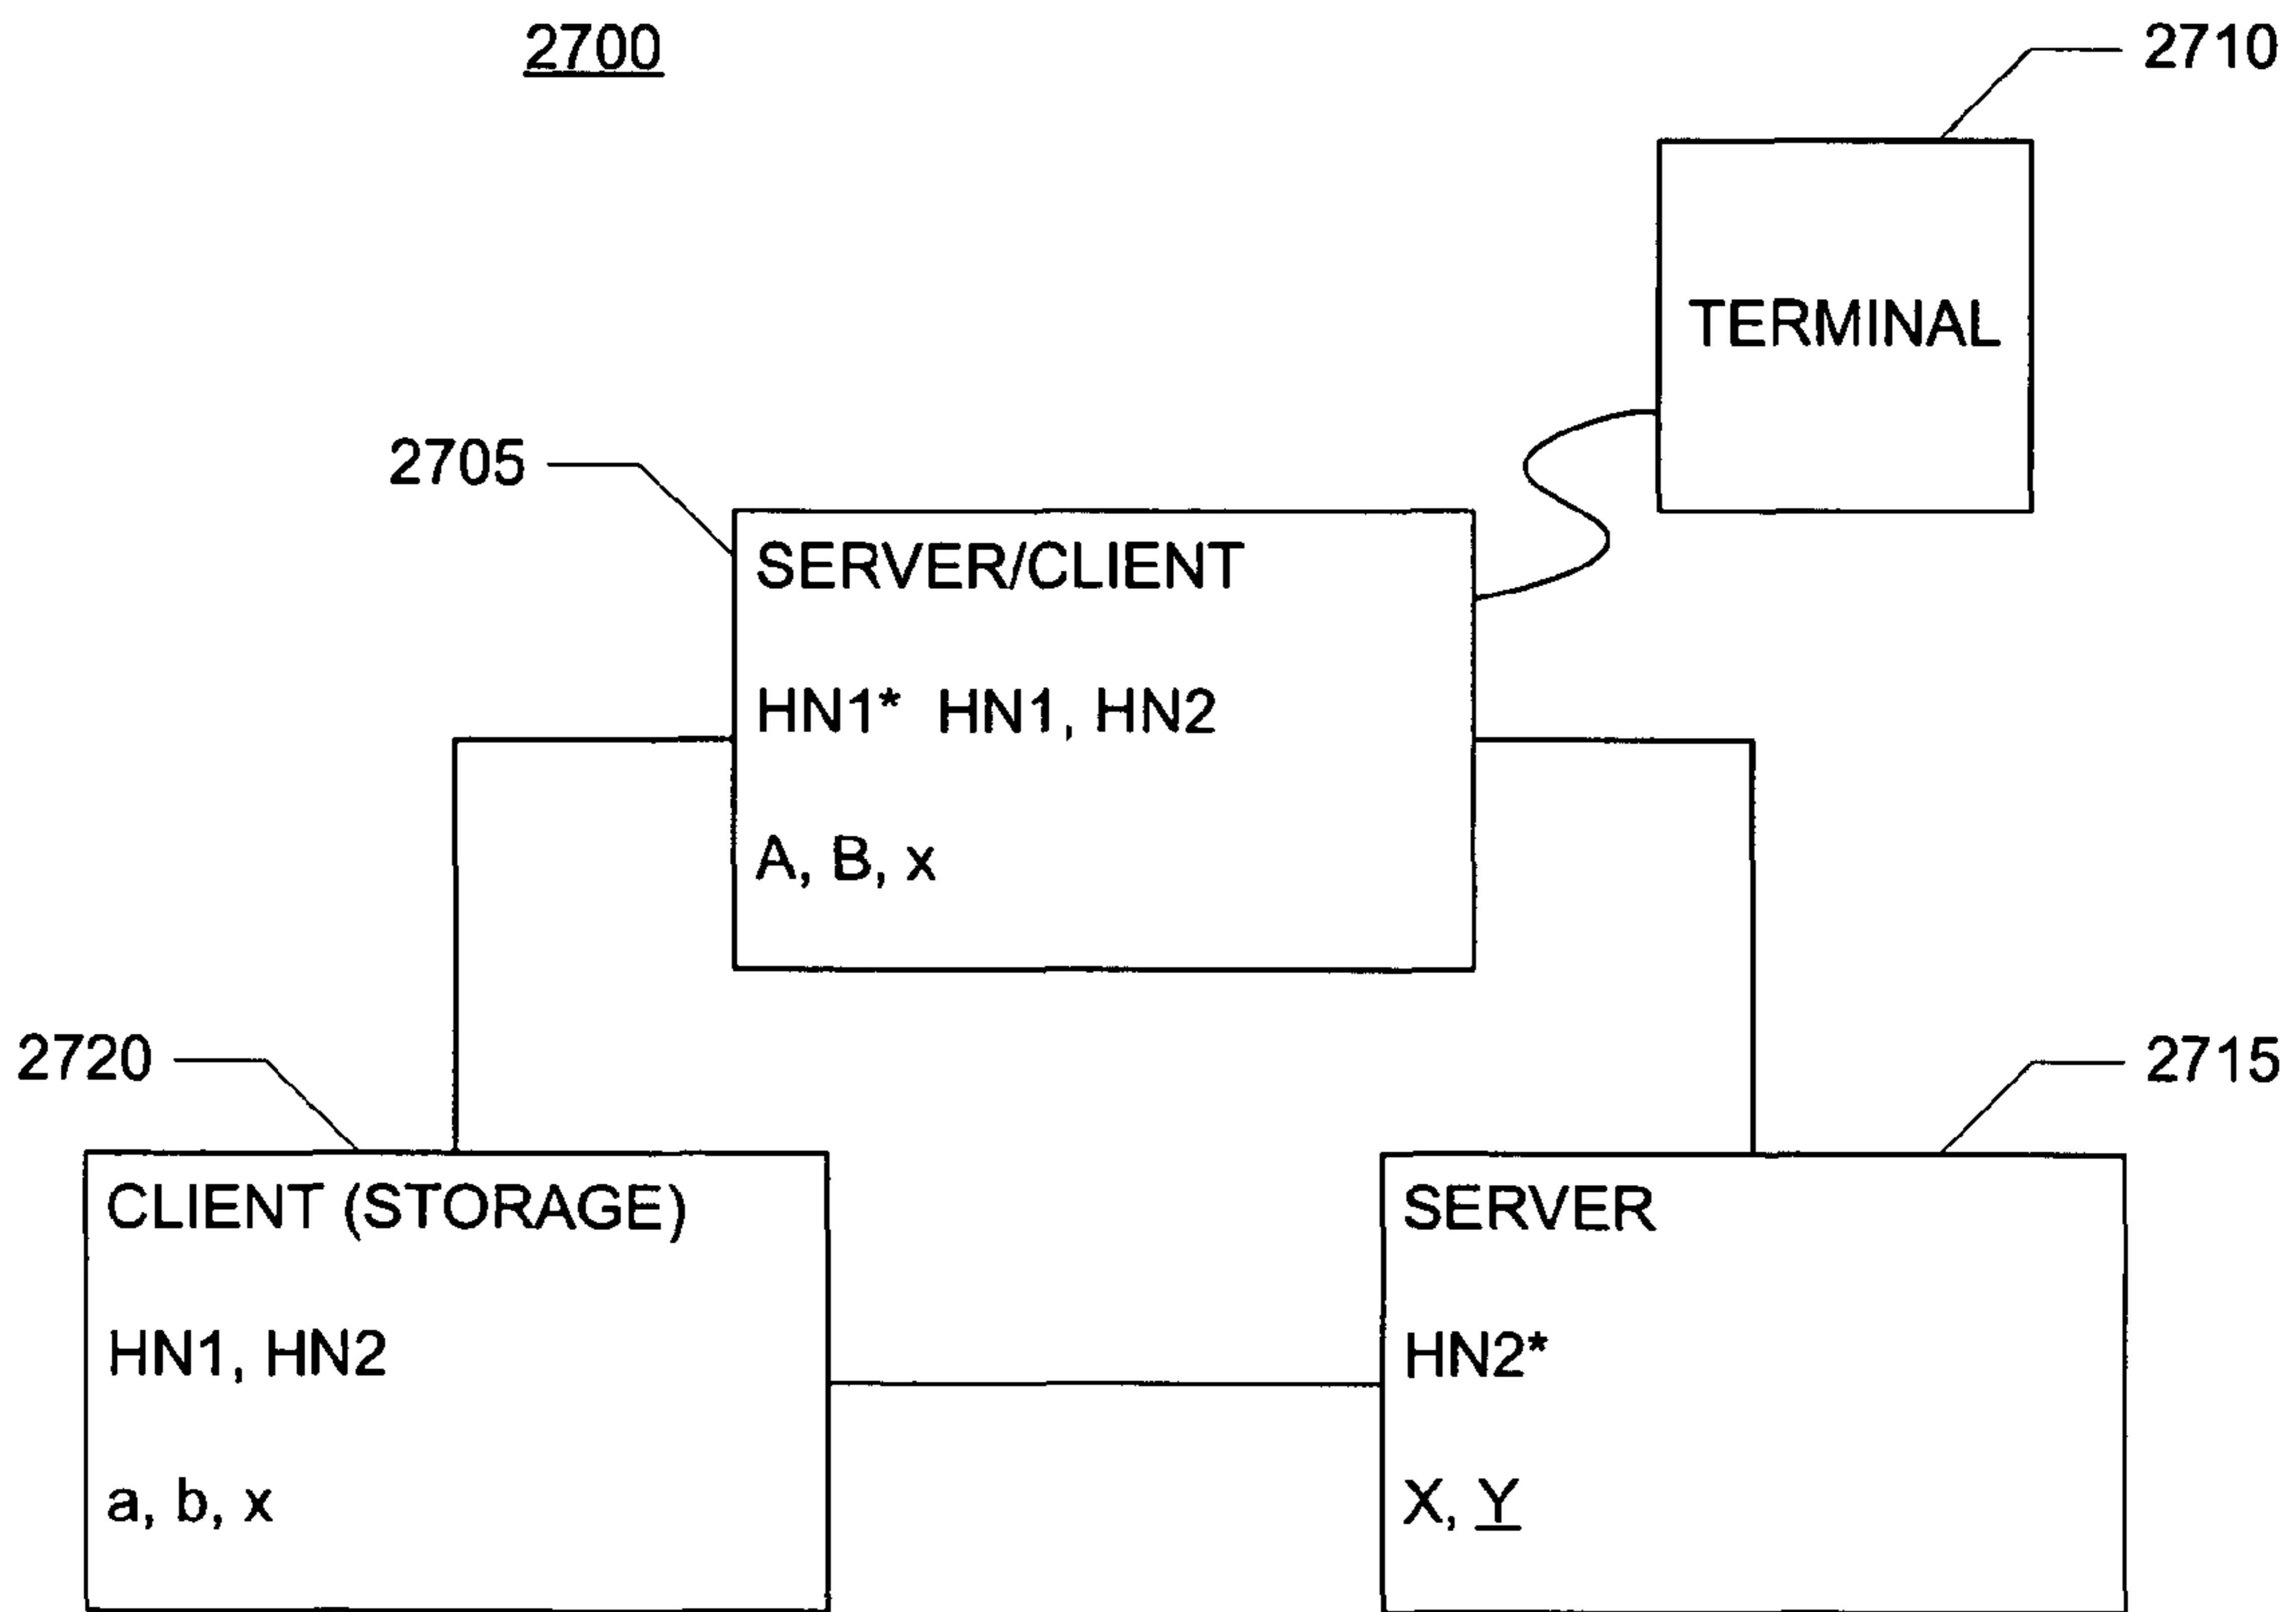 2700
2710
TERMINAL
2705
SERVER/CLIENT
HN1* HN1, HN2
A, B, x
2720
2715
CLIENT (STORAGE)
HN1, HN2
a, b, x
SERVER
HN2*
X, Y